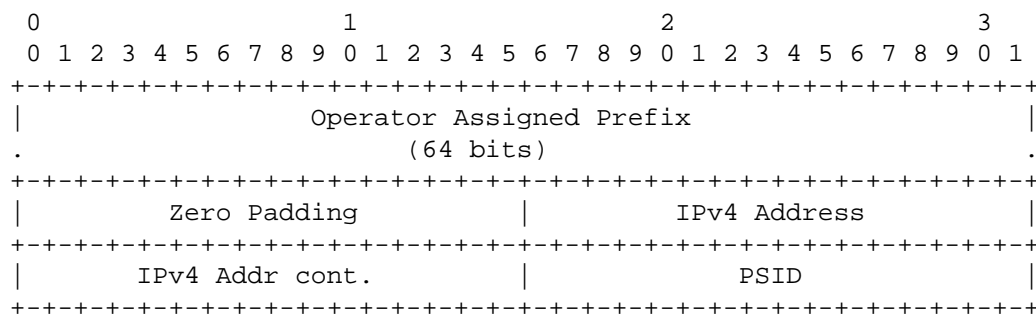 0                   1                   2                   3
 0 1 2 3 4 5 6 7 8 9 0 1 2 3 4 5 6 7 8 9 0 1 2 3 4 5 6 7 8 9 0 1
+-+-+-+-+-+-+-+-+-+-+-+-+-+-+-+-+-+-+-+-+-+-+-+-+-+-+-+-+-+-+-+-+
|                  Operator Assigned Prefix                     |
.                        (64 bits)                              .
+-+-+-+-+-+-+-+-+-+-+-+-+-+-+-+-+-+-+-+-+-+-+-+-+-+-+-+-+-+-+-+-+
|         Zero Padding          |         IPv4 Address          |
+-+-+-+-+-+-+-+-+-+-+-+-+-+-+-+-+-+-+-+-+-+-+-+-+-+-+-+-+-+-+-+-+
|       IPv4 Addr cont.         |             PSID              |
+-+-+-+-+-+-+-+-+-+-+-+-+-+-+-+-+-+-+-+-+-+-+-+-+-+-+-+-+-+-+-+-+